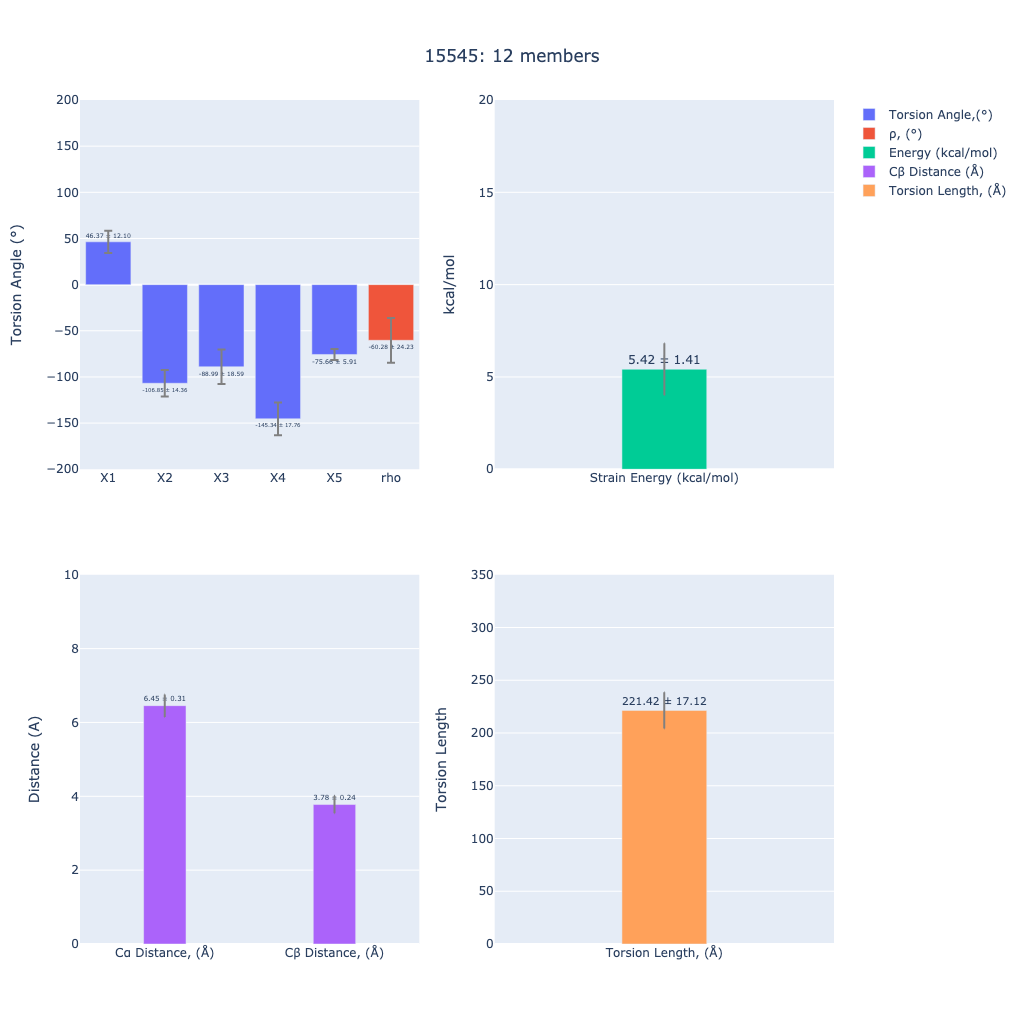 15545: 12 members
200
150
100
50
0
−50
−100
−150
−200
Torsion Angle (°)
46.37 ± 12.10
-106.65 ± 14.36
-88.99 ± 18.59
-145.34 ± 17.76
-75.66 ± 5.91
-60.28 ± 24.23
X1 X2 X3 X4 X5 rho
20
15
10
5
0
kcal/mol
5.42 ± 1.41
Strain Energy (kcal/mol)
Torsion Angle,(°)
ρ, (°)
Energy (kcal/mol)
Cβ Distance (Å)
Torsion Length, (Å)
10
8
6
4
2
0
Distance (A)
6.45 ± 0.31
3.78 ± 0.24
Cα Distance, (Å) Cβ Distance, (Å)
350
300
250
200
150
100
50
0
Torsion Length
221.42 ± 17.12
Torsion Length, (Å)